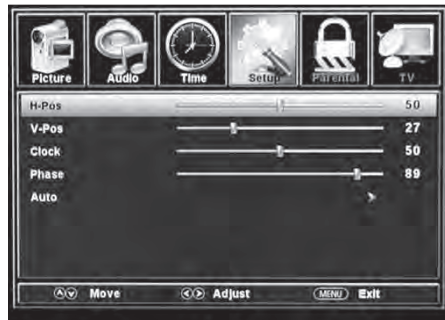 Picture Audio Time Setup Parental TV
H-Pos 50
V-Pos 27
Clock 50
Phase 89
Auto
Move Adjust MENU Exit